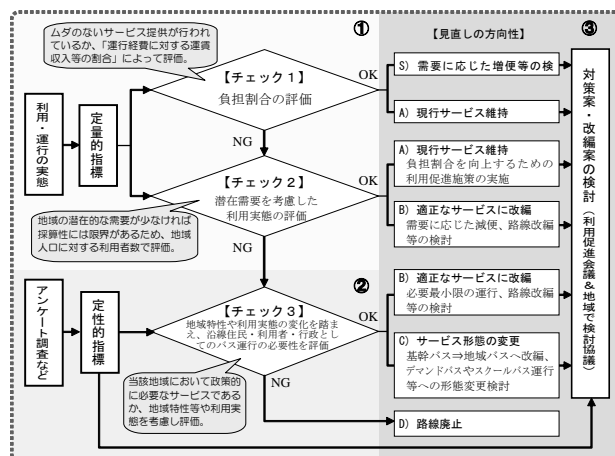 ムダのないサービス提供が行われ
ているか、「運行経費に対する運賃
収入等の割合」によって評価。
①
【チェック１】
負担割合の評価
OK
NG
利用・運行の実態
定量的指標
【チェック２】
潜在需要を考慮した
利用実態の評価
OK
NG
地域の潜在的な需要が少なければ
採算性には限界があるため、地域
人口に対する利用者数で評価。
②
アンケート調査など
定性的指標
【チェック３】
地域特性や利用実態の変化を踏ま
え、沿線住民・利用者・行政とし
てのバス運行の必要性を評価
OK
NG
当該地域において政策的
に必要なサービスである
か、地域特性等や利用実
態を考慮し評価。
【見直しの方向性】
③
S) 需要に応じた増便等の検
A) 現行サービス維持
A) 現行サービス維持
負担割合を向上するための
利用促進施策の実施
B) 適正なサービスに改編
需要に応じた減便、路線改編
等の検討
B) 適正なサービスに改編
必要最小限の運行、路線改編
等の検討
C) サービス形態の変更
基幹バス⇒地域バスへ改編、
デマンドバスやスクールバス運行
等への形態変更検討
D) 路線廃止
対策案・改編案の検討（利用促進会議＆地域で検討協議）